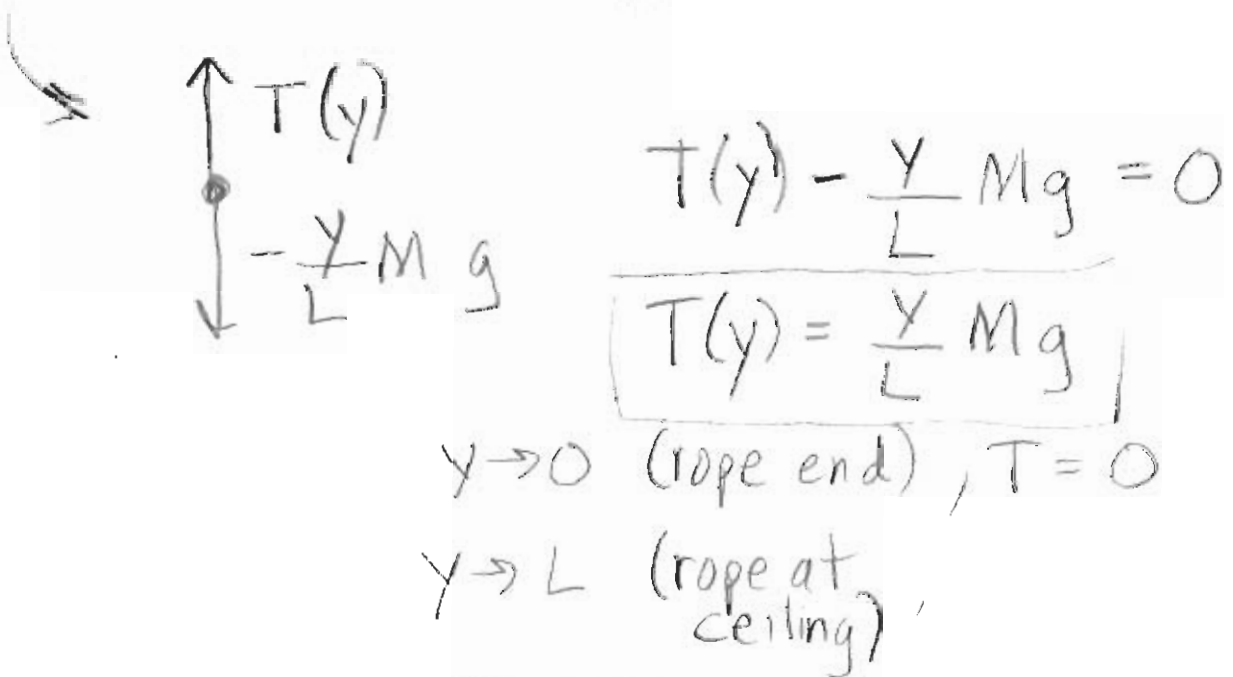 T(y)
T(y) - y/L Mg = 0
- y/L M g
T(y) = y/L Mg
y → 0 (rope end), T = 0
y → L (rope at
ceiling),